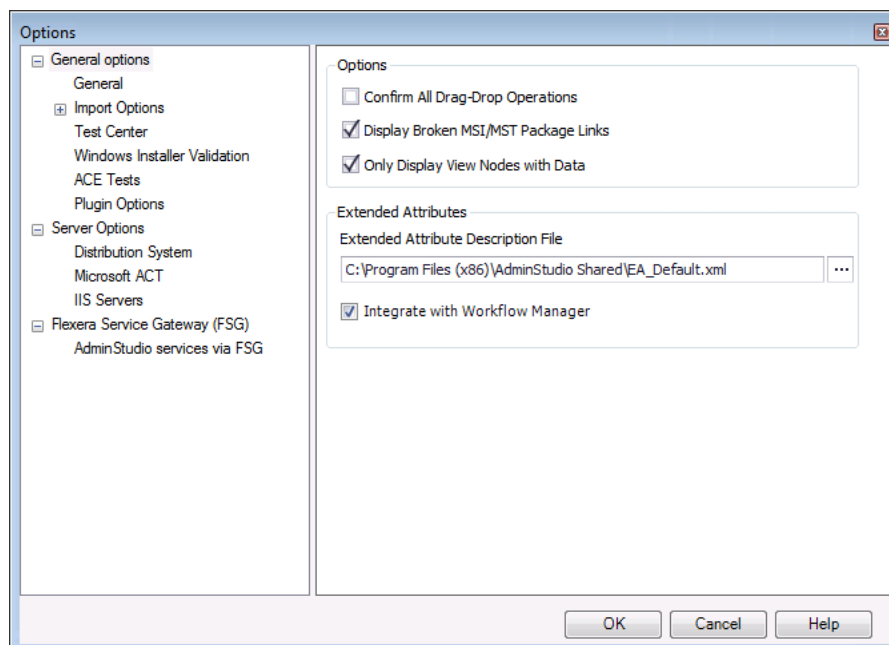 Options
General options
General
Import Options
Test Center
Windows Installer Validation
ACE Tests
Plugin Options
Server Options
Distribution System
Microsoft ACT
IIS Servers
Flexera Service Gateway (FSG)
AdminStudio services via FSG
Options
Confirm All Drag-Drop Operations
Display Broken MSI/MST Package Links
Only Display View Nodes with Data
Extended Attributes
Extended Attribute Description File
C:\Program Files (x86)\AdminStudio Shared\EA_Default.xml ...
Integrate with Workflow Manager
OK Cancel Help